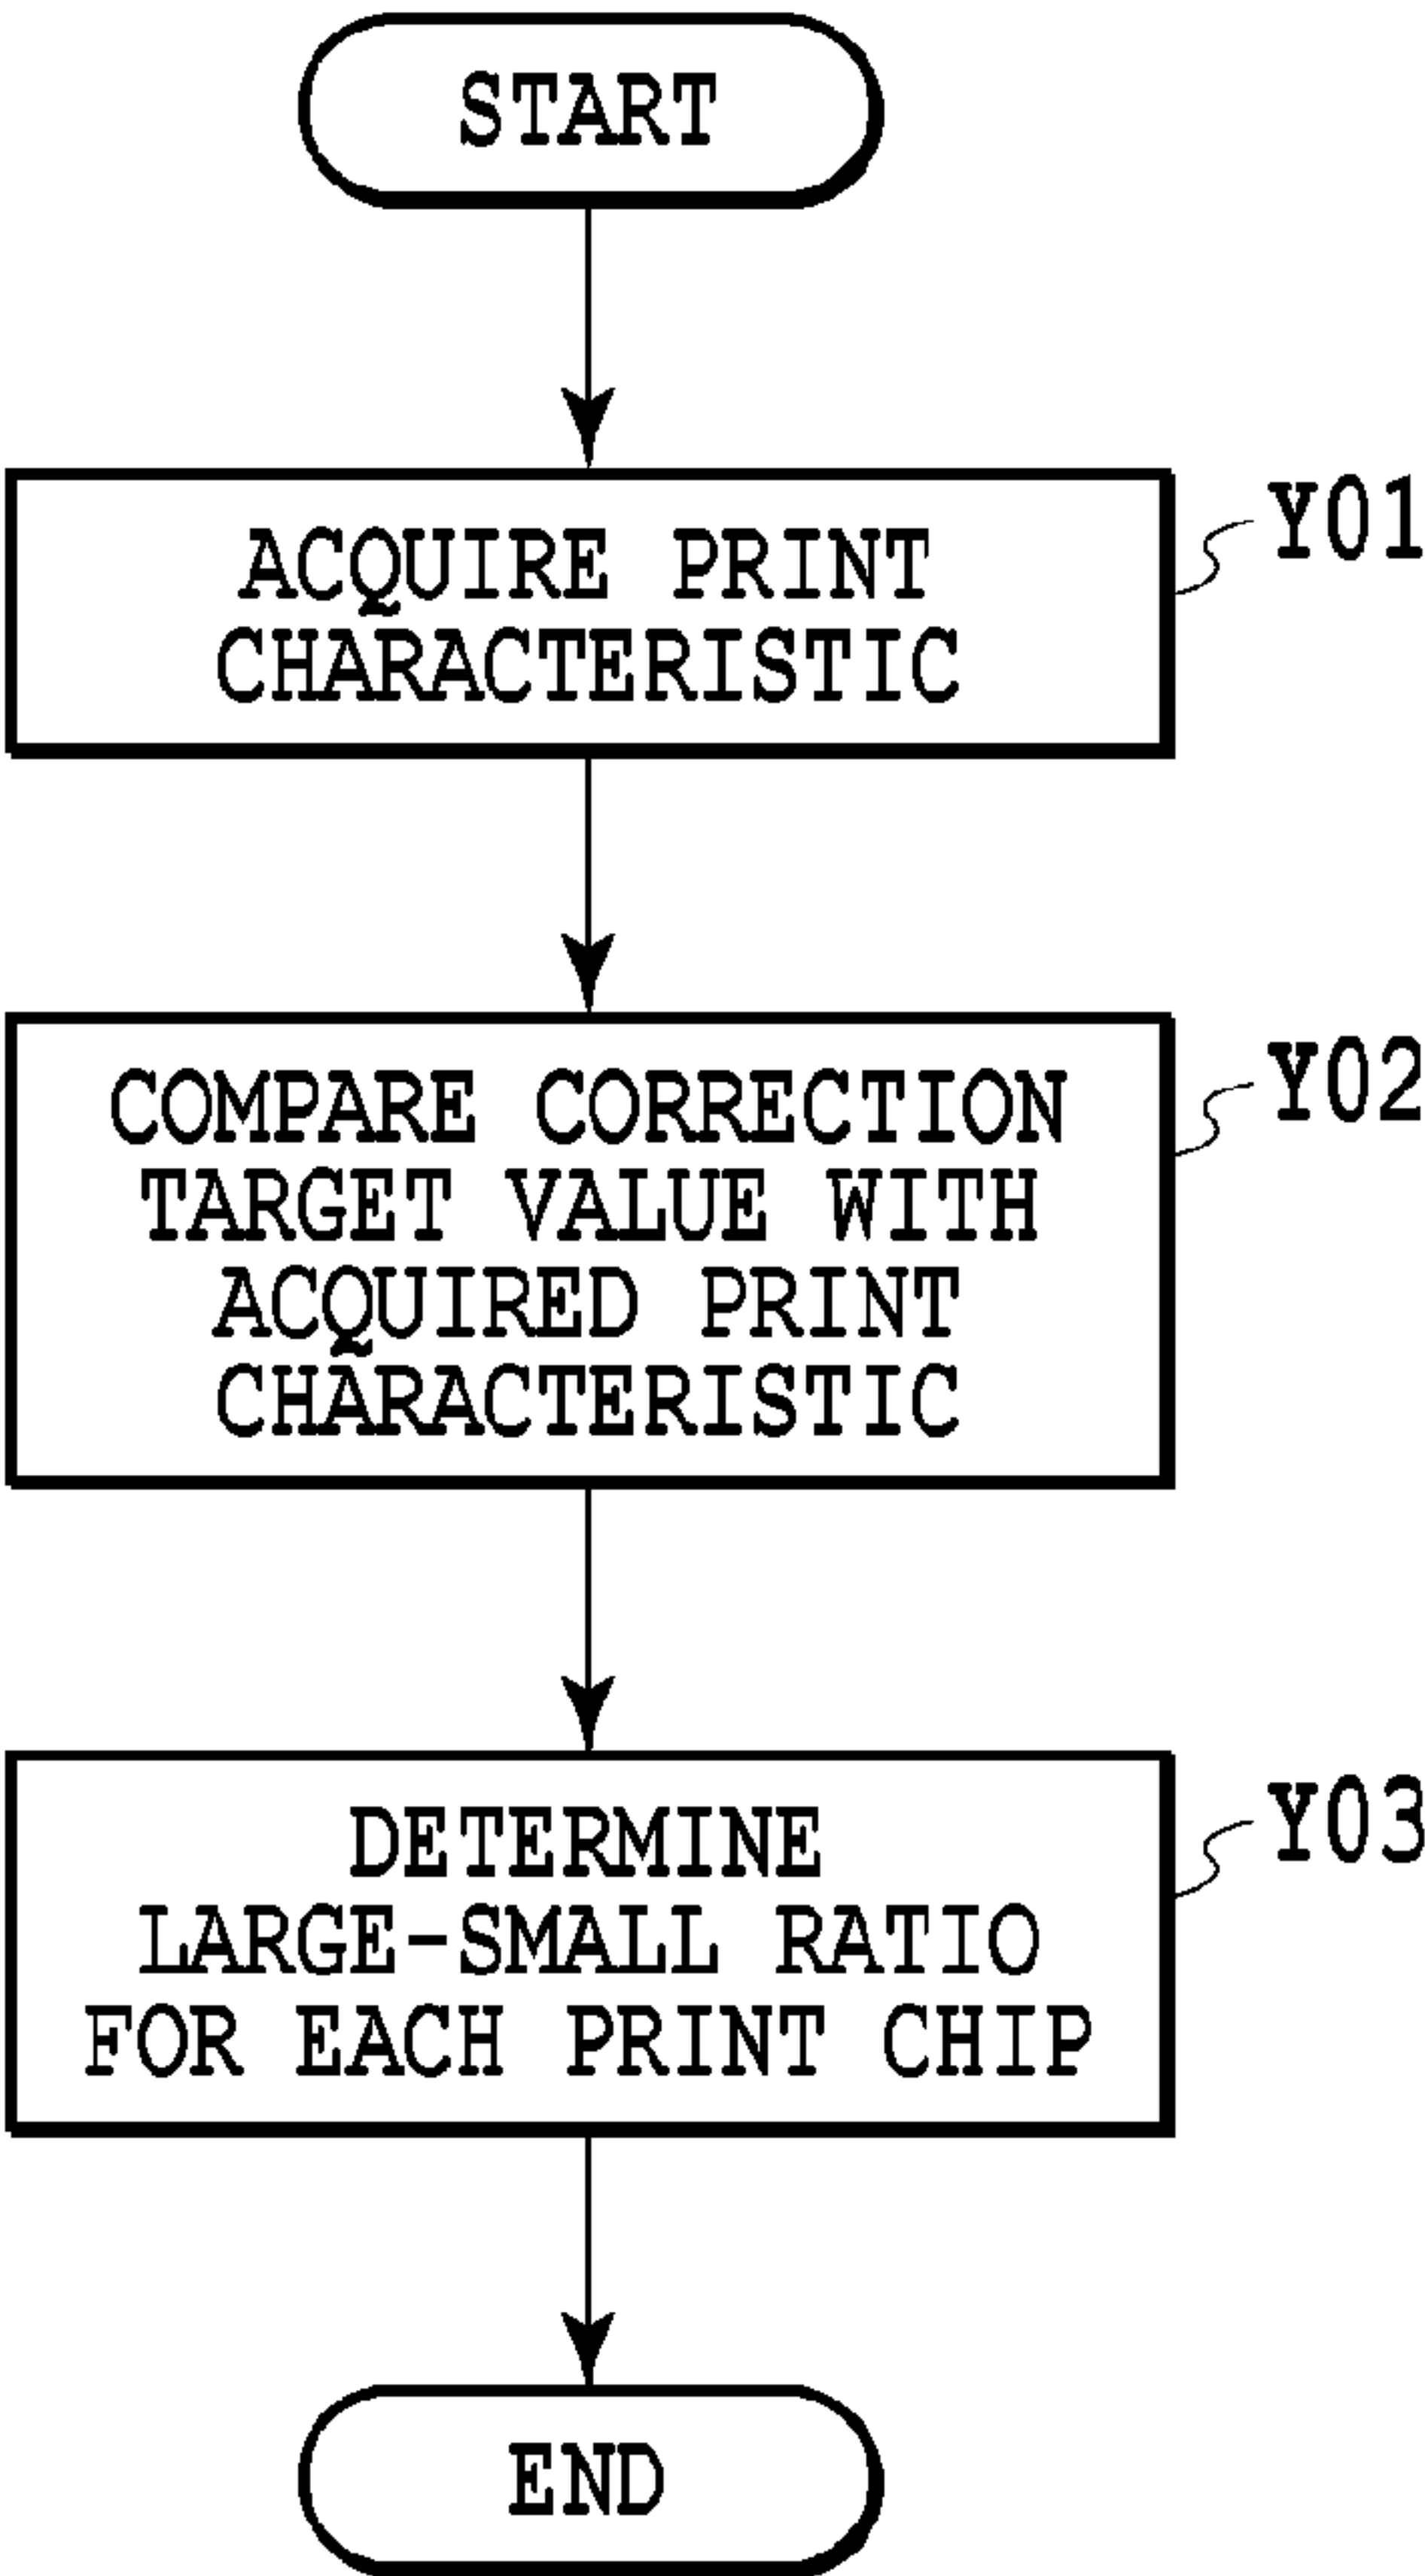 START
ACQUIRE PRINT
CHARACTERISTIC
Y01
COMPARE CORRECTION
TARGET VALUE WITH
ACQUIRED PRINT
CHARACTERISTIC
Y02
DETERMINE
LARGE-SMALL RATIO
FOR EACH PRINT CHIP
Y03
END